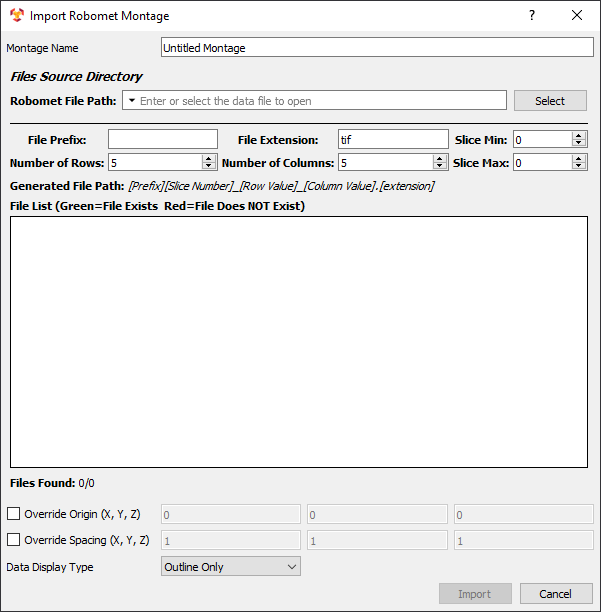 Import Robomet Montage ?
Montage Name Untitled Montage
Files Source Directory
Robomet File Path: Enter or select the data file to open Select
File Prefix: File Extension: tif Slice Min: 0
Number of Rows: 5 Number of Columns: 5 Slice Max: 0
Generated File Path: [Prefix][Slice Number]_[Row Value]_[Column Value].[extension]
File List (Green=File Exists Red=File Does NOT Exist)
Files Found: 0/0
Override Origin (X, Y, Z) 0 0 0
Override Spacing (X, Y, Z) 1 1 1
Data Display Type Outline Only
Import Cancel